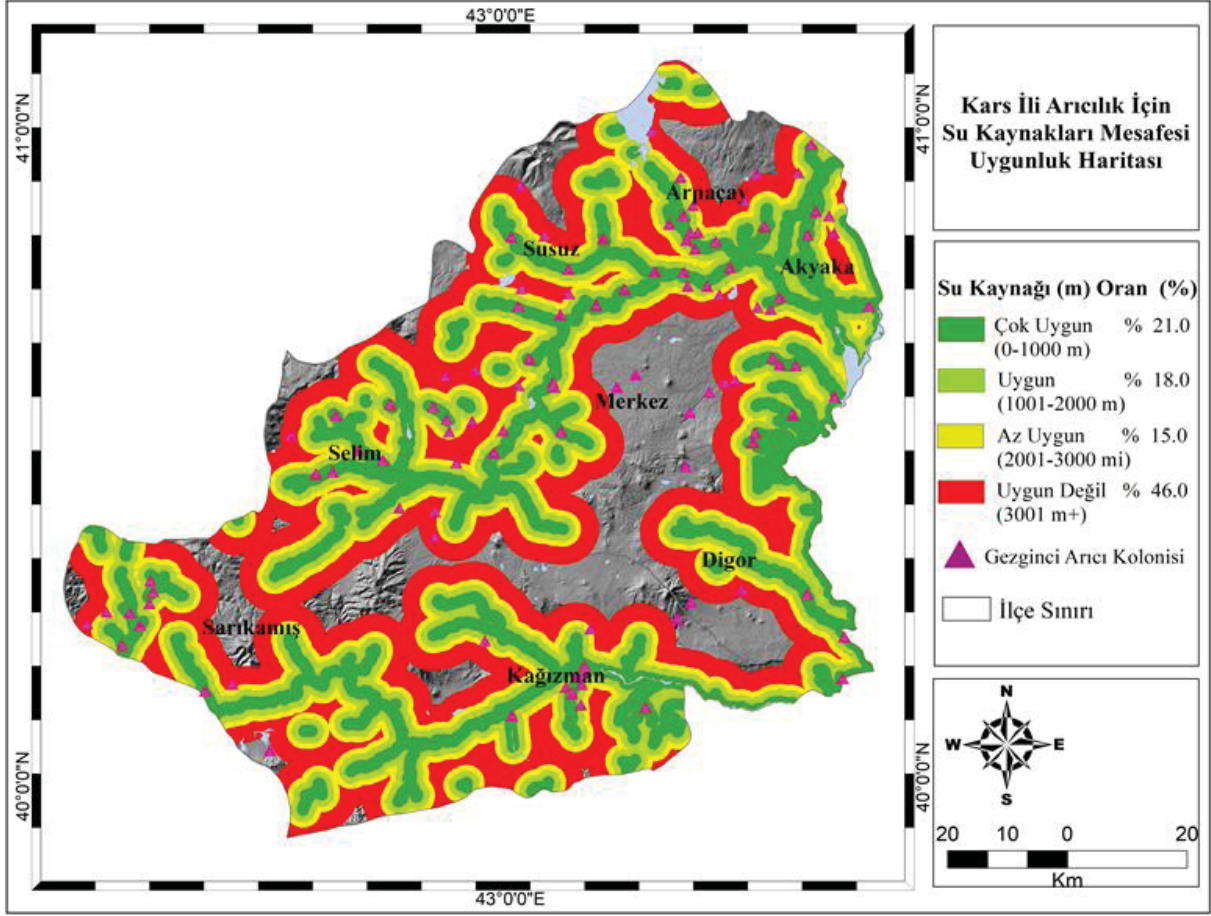 43°0'0"E
41°0'0"N
41°0'0"N
40°0'0"N
40°0'0"N
43°0'0"E
Arpaçay
Susuz
Akyaka
Merkez
Selim
Digor
Sarıkamış
Kağızman
Kars İli Arıcılık İçin
Su Kaynakları Mesafesi
Uygunluk Haritası
Su Kaynağı (m) Oran (%)
Çok Uygun % 21.0
(0-1000 m)
Uygun % 18.0
(1001-2000 m)
Az Uygun % 15.0
(2001-3000 mi)
Uygun Değil % 46.0
(3001 m+)
Gezginci Arıcı Kolonisi
İlçe Sınırı
N
W E
S
20 10 0 20
Km